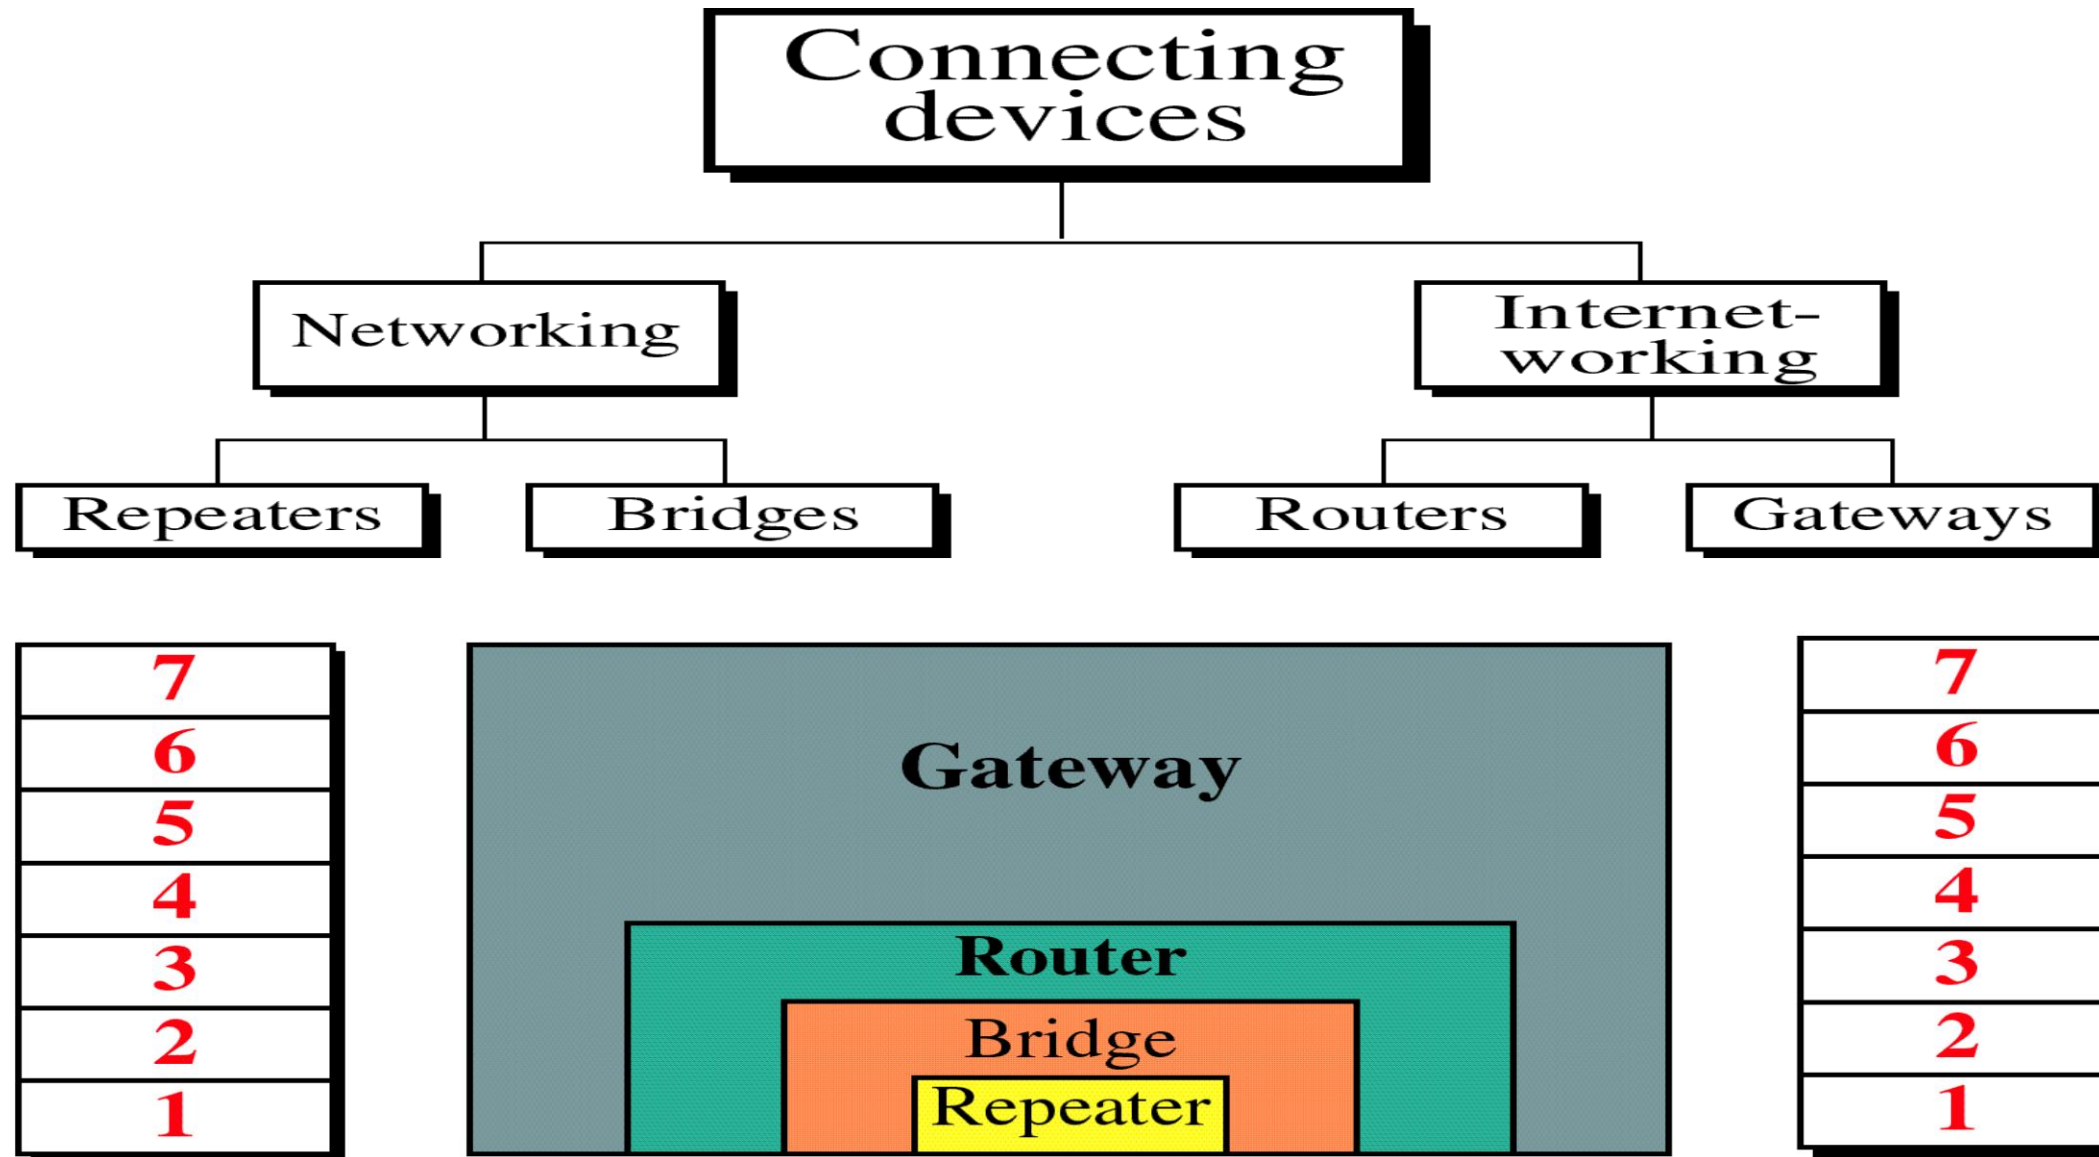 Connecting
devices
Networking
Internet-
working
Repeaters
Bridges
Routers
Gateways
7
6
5
4
3
2
1
Gateway
Router
Bridge
Repeater
7
6
5
4
3
2
1